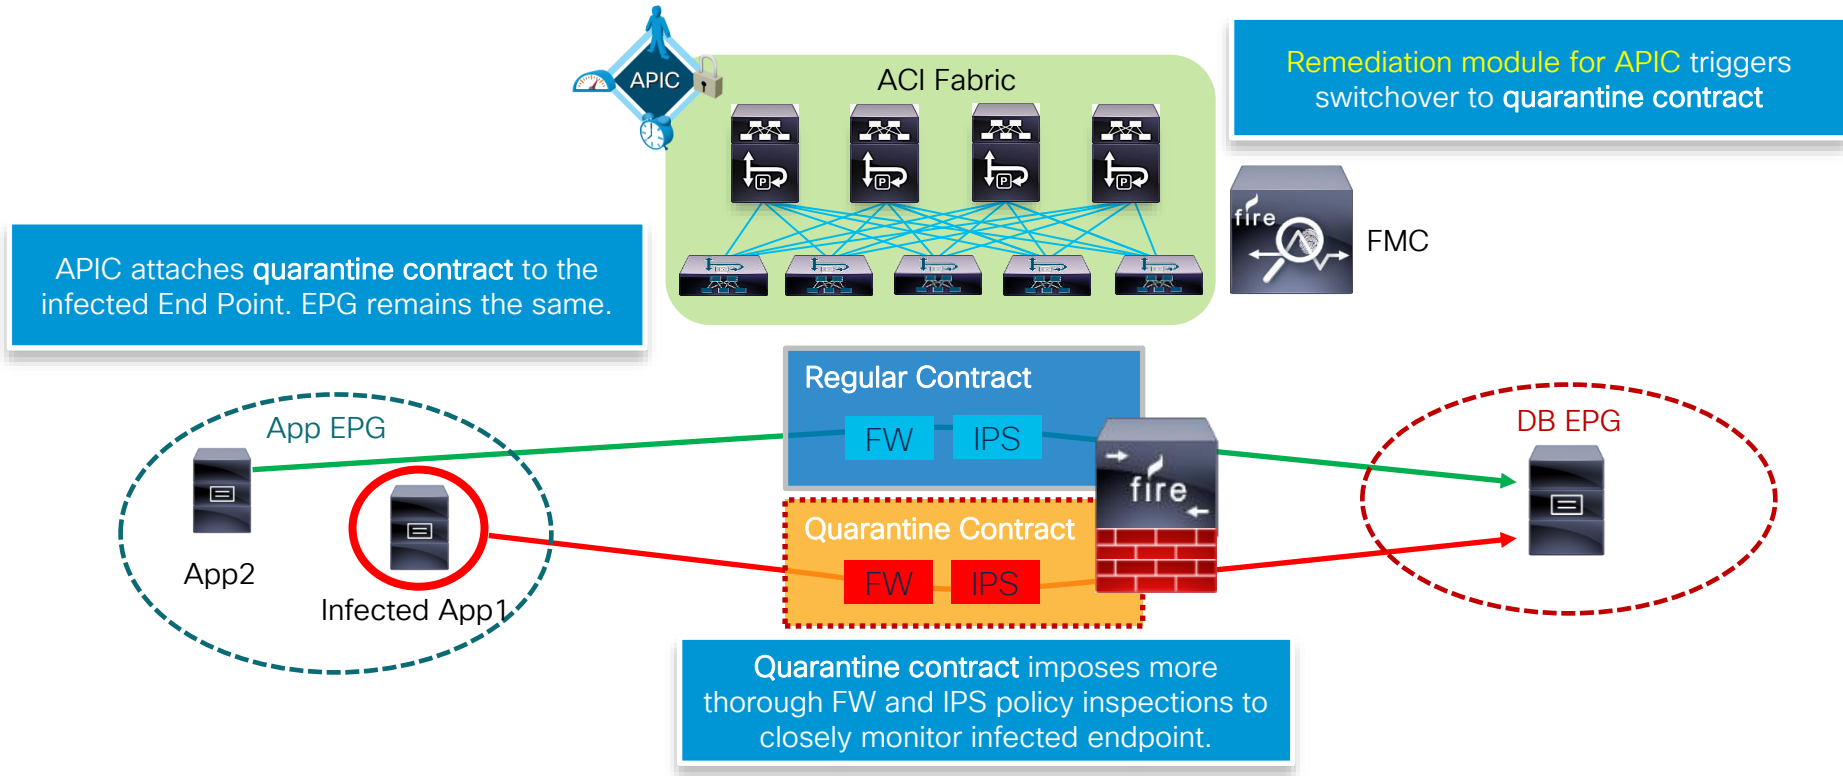 APIC
ACI Fabric
Remediation module for APIC triggers
switchover to quarantine contract
fire
FMC
APIC attaches quarantine contract to the
infected End Point. EPG remains the same.
Regular Contract
FW
IPS
App EPG
App2
Infected App1
Quarantine Contract
FW
IPS
fire
DB EPG
Quarantine contract imposes more
thorough FW and IPS policy inspections to
closely monitor infected endpoint.
P
P
P
P